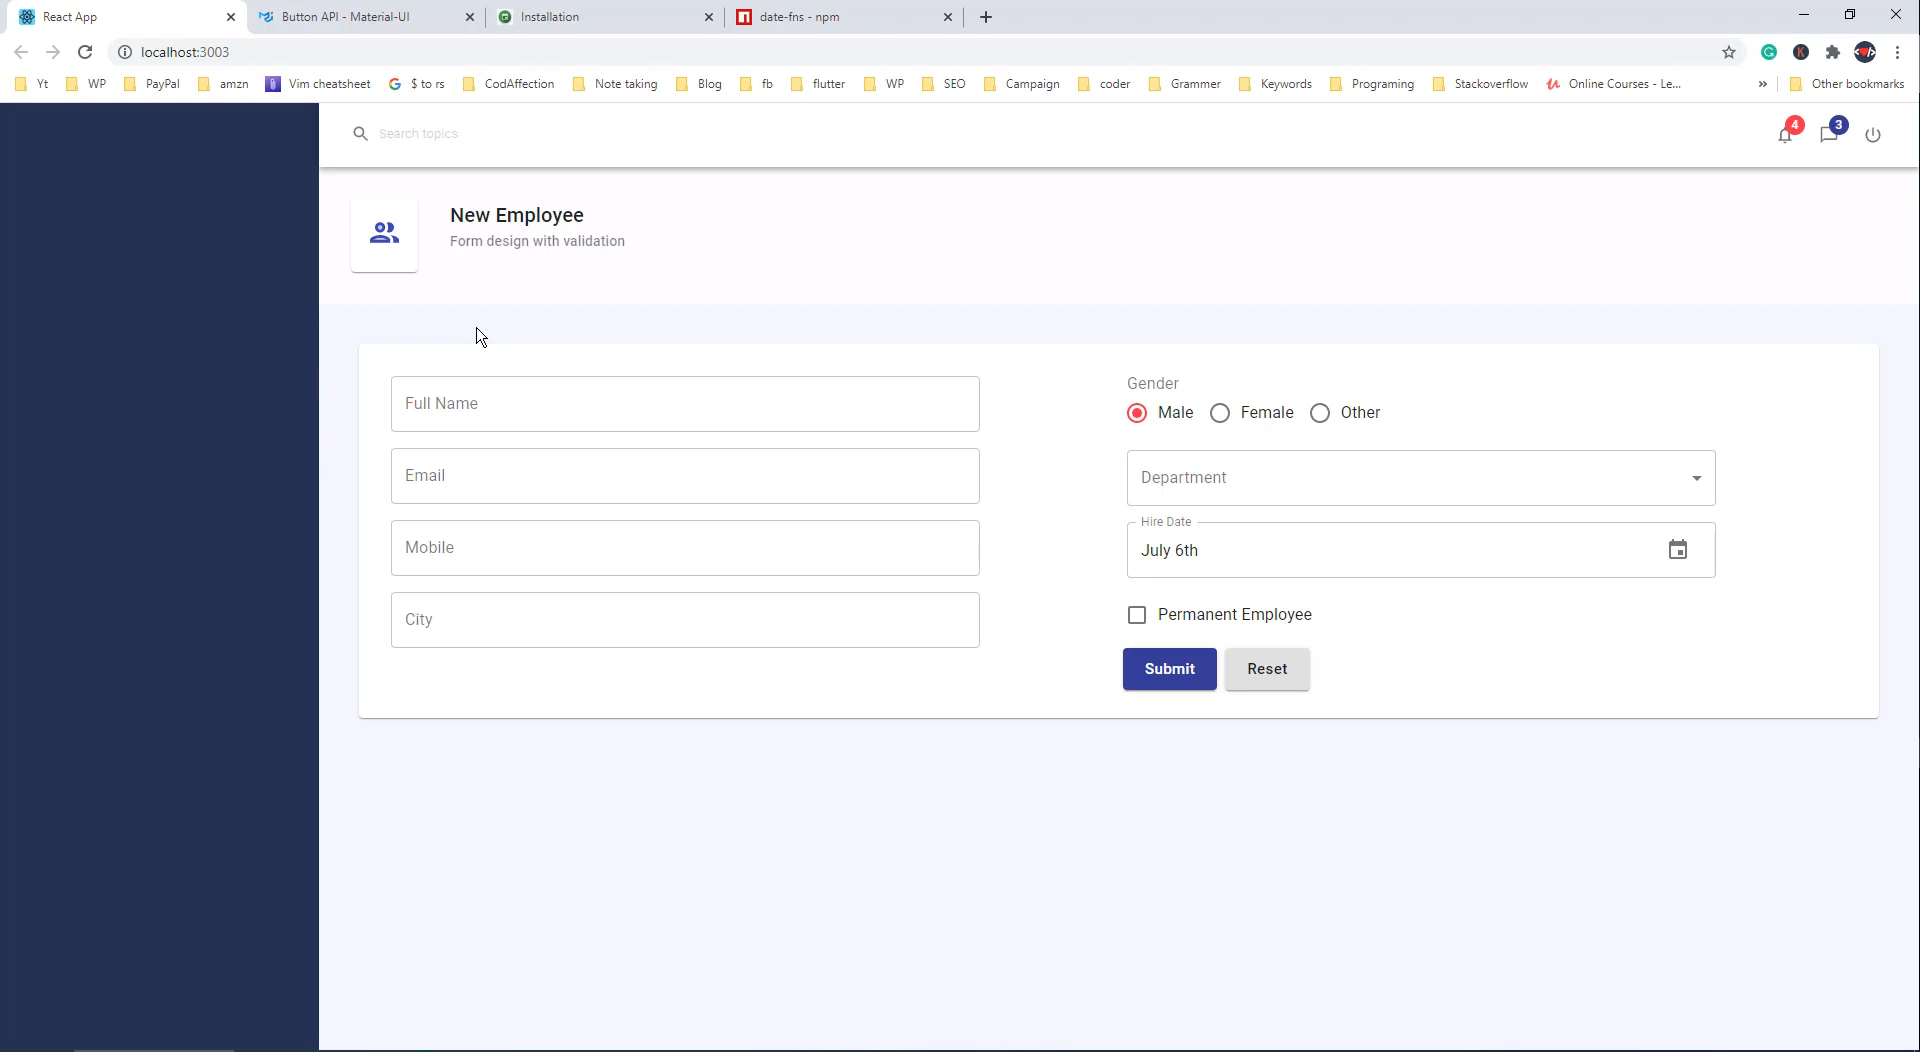 React App
Button API - Material-UI
Installation
date-fns - npm
localhost:3003
Yt
WP
PayPal
amzn
Vim cheatsheet
$ to rs
CodAffection
Note taking
Blog
fb
flutter
WP
SEO
Campaign
coder
Grammer
Keywords
Programing
Stackoverflow
Online Courses - Le...
»
Other bookmarks
Search topics
4
3
New Employee
Form design with validation
Full Name
Email
Mobile
City
Gender
Male
Female
Other
Department
Hire Date
July 6th
Permanent Employee
Submit
Reset